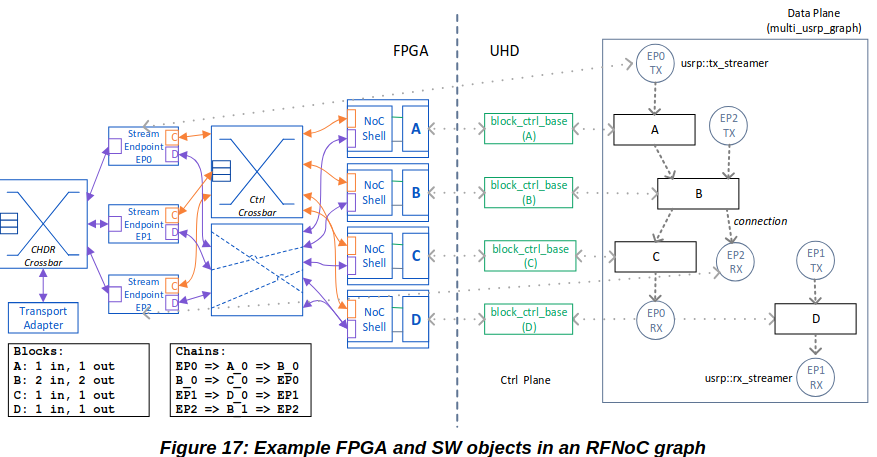 Data Plane
(multi_usrp_graph)
FPGA
UHD
EP0
TX
usrp::tx_streamer
Stream
Endpoint
EP0
C
D
NoC
Shell
A
block_ctrl_base
(A)
A
EP2
TX
Ctrl
Crossbar
NoC
Shell
B
block_ctrl_base
(B)
B
Stream
Endpoint
EP1
C
D
connection
CHDR
Crossbar
NoC
Shell
C
block_ctrl_base
(C)
C
EP2
RX
EP1
TX
Stream
Endpoint
EP2
C
D
Transport
Adapter
NoC
Shell
D
block_ctrl_base
(D)
EP0
RX
D
Blocks:
A: 1 in, 1 out
B: 2 in, 2 out
C: 1 in, 1 out
D: 1 in, 1 out
Chains:
EP0 => A_0 => B_0
B_0 => C_0 => EP0
EP1 => D_0 => EP1
EP2 => B_1 => EP2
Ctrl Plane
usrp::rx_streamer
EP1
RX
Figure 17: Example FPGA and SW objects in an RFNoC graph